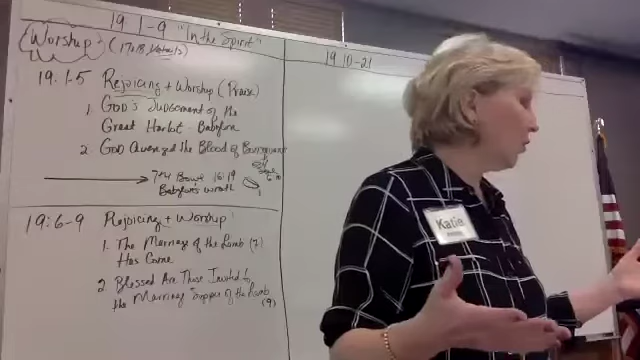 19 1-9 "In the Spirit"
Worship! (17+18,
19 10-21
19:1-5 Rejoicing + Worship (Praise)
1. God's Judgement of the
Great Harlot - Babylon
2. God Avenged the Blood of
7th Bowl 16:19
Babylon's wrath
19:6-9 Rejoicing + Worship!
1. The Marriage of the Lamb (7)
Has Come
2. Blessed Are Those Invited to
the Marriage Supper of the Lamb
(9)
Katie